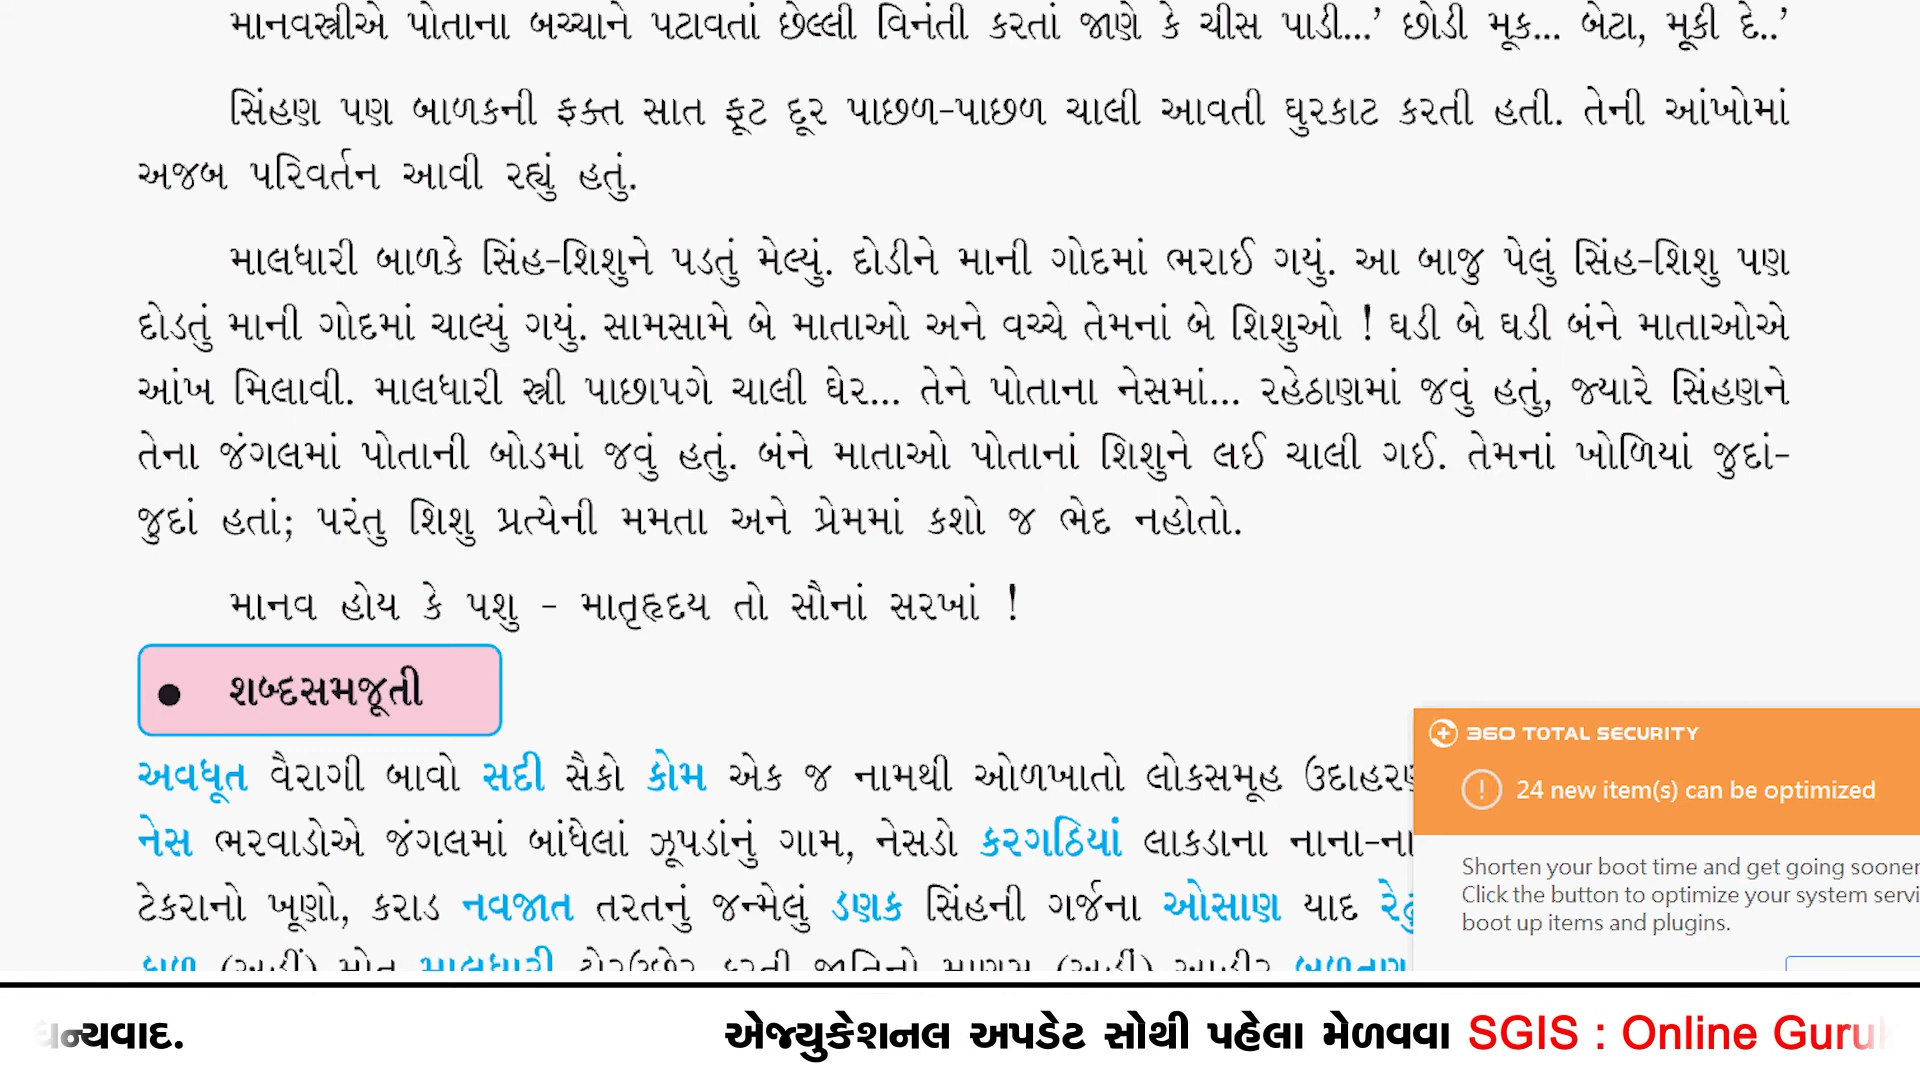 માનવસ્ત્રીએ પોતાના બચ્ચાને પટાવતાં છેલ્લી વિનંતી કરતાં જાણે કે ચીસ પાડી...’ છોડી મૂક... બેટા, મૂકી દે..’
સિંહણ પણ બાળકની ફક્ત સાત ફૂટ દૂર પાછળ-પાછળ ચાલી આવતી ઘુરકાટ કરતી હતી. તેની આંખોમાં
અજબ પરિવર્તન આવી રહ્યું હતું.
માલધારી બાળકે સિંહ-શિશુને પડતું મેલ્યું. દોડીને માની ગોદમાં ભરાઈ ગયું. આ બાજુ પેલું સિંહ-શિશુ પણ
દોડતું માની ગોદમાં ચાલ્યું ગયું. સામસામે બે માતાઓ અને વચ્ચે તેમનાં બે શિશુઓ ! ઘડી બે ઘડી બંને માતાઓએ
આંખ મિલાવી. માલધારી સ્ત્રી પાછાપગે ચાલી ઘેર... તેને પોતાના નેસમાં... રહેઠાણમાં જવું હતું, જ્યારે સિંહણને
તેના જંગલમાં પોતાની બોડમાં જવું હતું. બંને માતાઓ પોતાનાં શિશુને લઈ ચાલી ગઈ. તેમનાં ખોળિયાં જુદાં-
જુદાં હતાં; પરંતુ શિશુ પ્રત્યેની મમતા અને પ્રેમમાં કશો જ ભેદ નહોતો.
માનવ હોય કે પશુ - માતૃહૃદય તો સૌનાં સરખાં !
● શબ્દસમજૂતી
અવધૂત વૈરાગી બાવો સદી સૈકો કોમ એક જ નામથી ઓળખાતો લોકસમૂહ
નેસ ભરવાડોએ જંગલમાં બાંધેલાં ઝૂપડાંનું ગામ, નેસડો કરગઠિયાં લાકડાના
ટેકરાનો ખૂણો, કરાડ નવજાત તરતનું જન્મેલું ડણક સિંહની ગર્જના ઓસાણ યાદ
360 TOTAL SECURITY
24 new item(s) can be optimized
Shorten your boot time and get going sooner
Click the button to optimize your system
boot up items and plugins.
ધન્યવાદ. એજ્યુકેશનલ અપડેટ સોથી પહેલા મેળવવા SGIS : Online